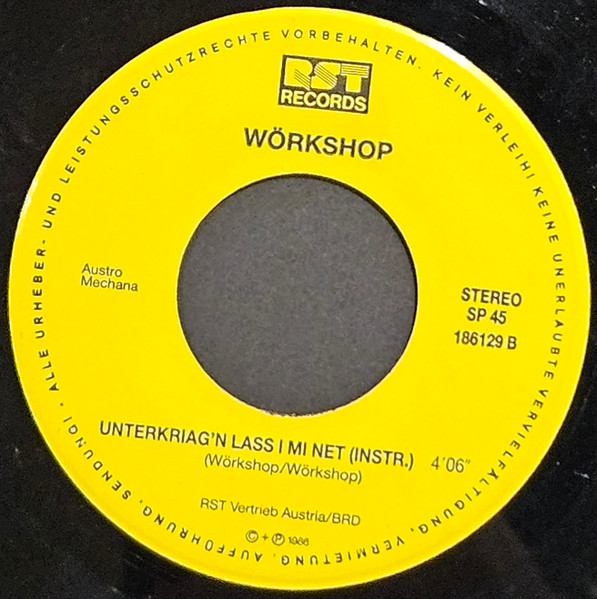 ALLE URHEBER- UND LEISTUNGSSCHUTZRECHTE VORBEHALTEN. KEIN VERLEIH! KEINE UNERLAUBTE VERVIELFÄLTIGUNG, VERMIETUNG, AUFFÜHRUNG, SENDUNG! •
RST
RECORDS
WÖRKSHOP
Austro
Mechana
STEREO
SP 45
186129 B
UNTERKRIAG'N LASS I MI NET (INSTR.) 4'06"
(Wörkshop/Wörkshop)
RST Vertrieb Austria/BRD
© + ℗ 1986